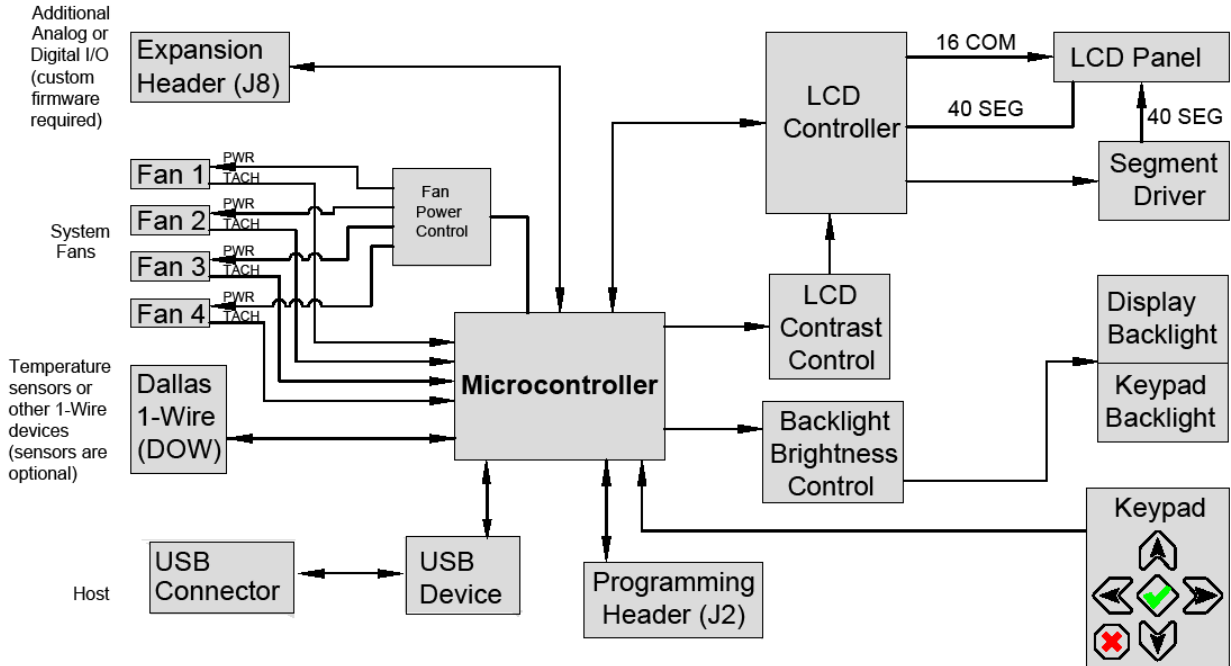 Additional
Analog or
Digital I/O
(custom
firmware
required)
Expansion
Header (J8)
LCD
Controller
16 COM
LCD Panel
40 SEG
40 SEG
Segment
Driver
System
Fans
Fan 1
PWR
TACH
Fan 2
PWR
TACH
Fan 3
PWR
TACH
Fan 4
PWR
TACH
Fan
Power
Control
LCD
Contrast
Control
Display
Backlight
Keypad
Backlight
Microcontroller
Temperature
sensors or
other 1-Wire
devices
(sensors are
optional)
Dallas
1-Wire
(DOW)
Backlight
Brightness
Control
Keypad
Host
USB
Connector
USB
Device
Programming
Header (J2)